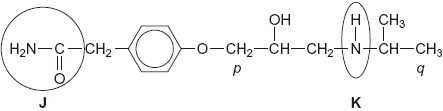 OH
H
CH₃
H₂N—C—CH₂—O—CH₂—CH—CH₂—N—CH—CH₃
O
p
q
J
K